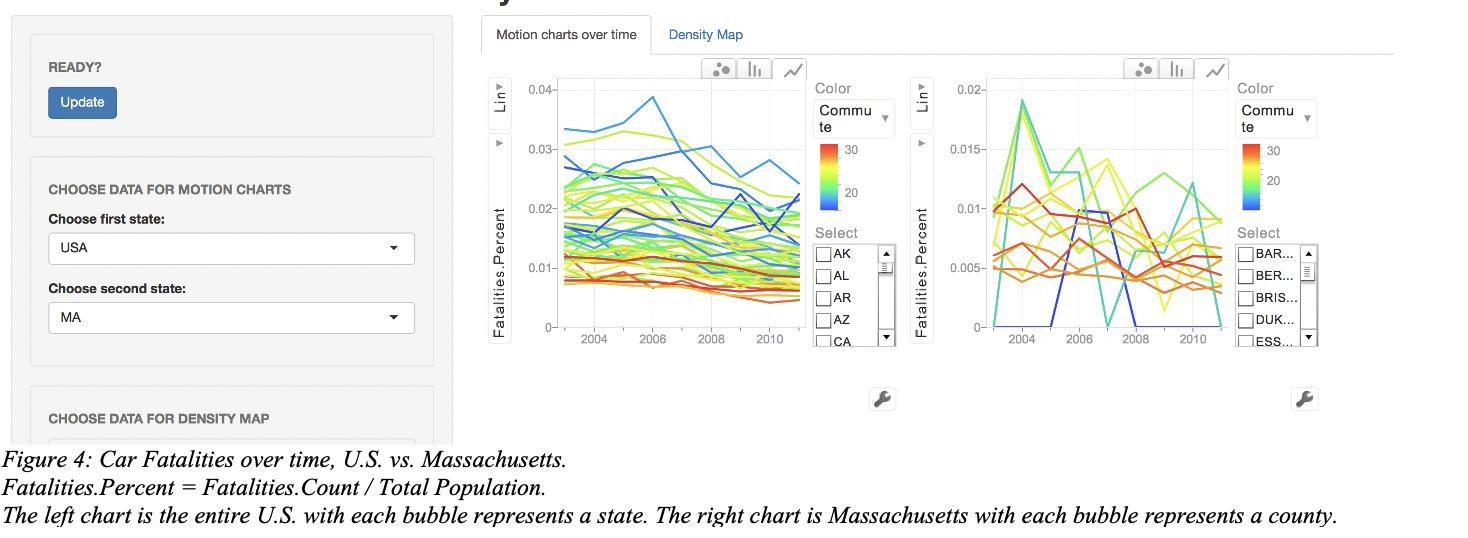 READY?
Update
CHOOSE DATA FOR MOTION CHARTS
Choose first state:
USA
Choose second state:
MA
CHOOSE DATA FOR DENSITY MAP
Motion charts over time
Density Map
Lin
Fatalities.Percent
0.04
0.03
0.02
0.01
0
2004 2006 2008 2010
Color
Commu
te
30
20
Select
AK
AL
AR
AZ
CA
Lin
Fatalities.Percent
0.02
0.015
0.01
0.005
0
2004 2006 2008 2010
Color
Commu
te
30
20
Select
BAR...
BER...
BRIS...
DUK...
ESS...
Figure 4: Car Fatalities over time, U.S. vs. Massachusetts.
Fatalities.Percent = Fatalities.Count / Total Population.
The left chart is the entire U.S. with each bubble represents a state. The right chart is Massachusetts with each bubble represents a county.